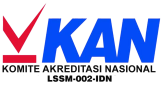 KAN
KOMITE AKREDITASI NASIONAL
LSSM-002-IDN